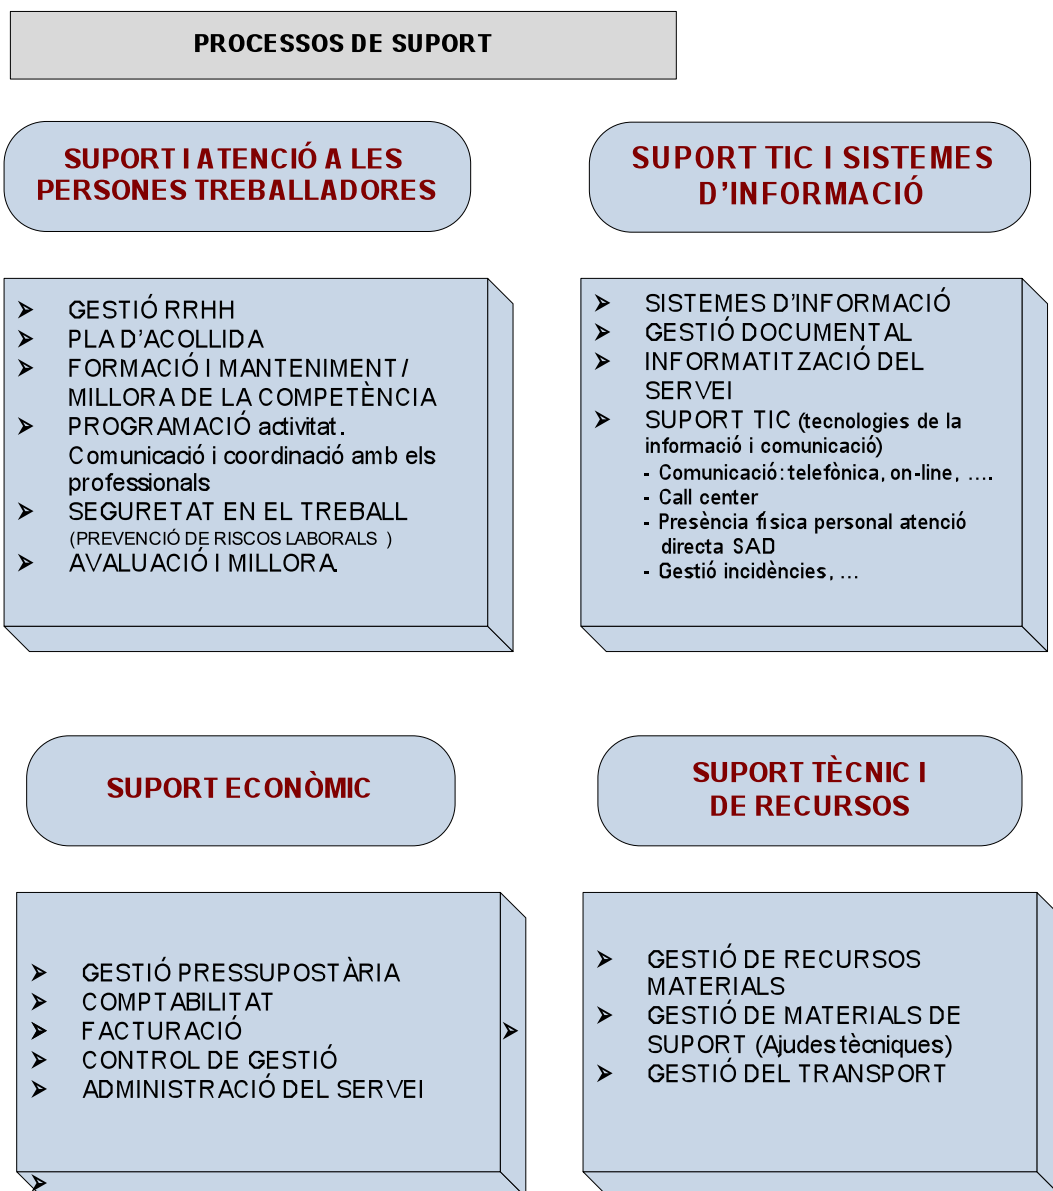 PROCESSOS DE SUPORT
SUPORT I ATENCIÓ A LES
PERSONES TREBALLADORES
➢ GESTIÓ RRHH
➢ PLA D'ACOLLIDA
➢ FORMACIÓ I MANTENIMENT /
MILLORA DE LA COMPETÈNCIA
➢ PROGRAMACIÓ activitat.
Comunicació i coordinació amb els
professionals
➢ SEGURETAT EN EL TREBALL
(PREVENCIÓ DE RISCOS LABORALS )
➢ AVALUACIÓ I MILLORA.
SUPORT TIC I SISTEMES
D'INFORMACIÓ
➢ SISTEMES D'INFORMACIÓ
➢ GESTIÓ DOCUMENTAL
➢ INFORMATITZACIÓ DEL
SERVEI
➢ SUPORT TIC (tecnologies de la
informació i comunicació)
- Comunicació: telefònica, on-line, ....
- Call center
- Presència física personal atenció
directa SAD
- Gestió incidències, ...
SUPORT ECONÒMIC
➢ GESTIÓ PRESSUPOSTÀRIA
➢ COMPTABILITAT
➢ FACTURACIÓ
➢ CONTROL DE GESTIÓ
➢ ADMINISTRACIÓ DEL SERVEI
➢
➢
SUPORT TÈCNIC I
DE RECURSOS
➢ GESTIÓ DE RECURSOS
MATERIALS
➢ GESTIÓ DE MATERIALS DE
SUPORT (Ajudes tècniques)
➢ GESTIÓ DEL TRANSPORT